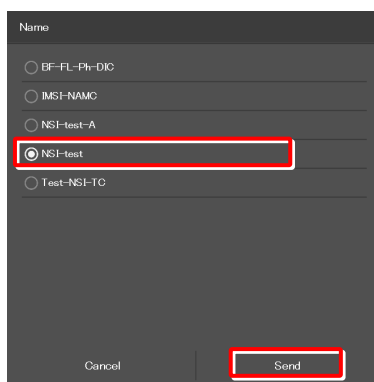 Name
BF-FL-Ph-DIC
IMSI-NAMC
NSI-test-A
NSI-test
Test-NSI-TC
Cancel
Send